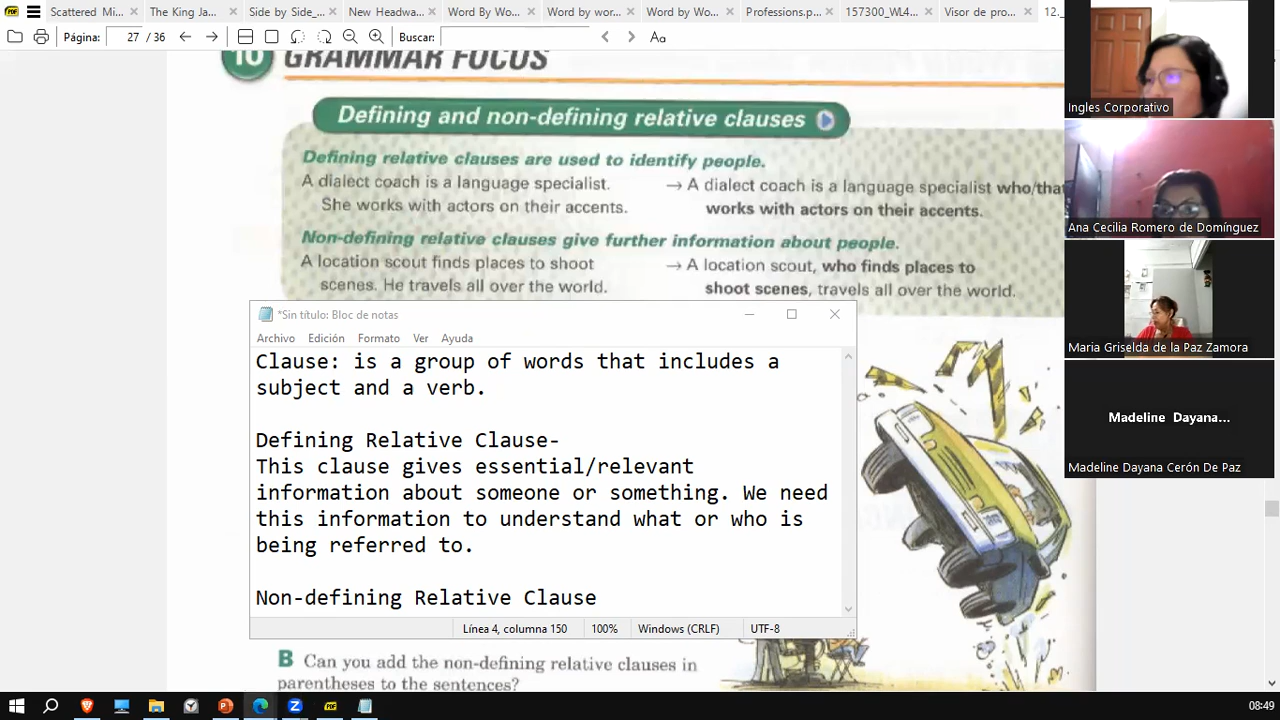 Scattered Mi...
The King Ja...
Side by Side_...
New Headwa...
Word By Wo...
Word by wor...
Word by Wo...
Professions.p...
157300_WL4...
Visor de pro...
12._
Página: 27 / 36
Buscar:
Aa
10 GRAMMAR FOCUS
Defining and non-defining relative clauses
Defining relative clauses are used to identify people.
A dialect coach is a language specialist.
She works with actors on their accents.
→ A dialect coach is a language specialist who/that
works with actors on their accents.
Non-defining relative clauses give further information about people.
A location scout finds places to shoot
scenes. He travels all over the world.
→ A location scout, who finds places to
shoot scenes, travels all over the world.
*Sin título: Bloc de notas
Archivo Edición Formato Ver Ayuda
Clause: is a group of words that includes a
subject and a verb.
Defining Relative Clause-
This clause gives essential/relevant
information about someone or something. We need
this information to understand what or who is
being referred to.
Non-defining Relative Clause
Línea 4, columna 150 100% Windows (CRLF) UTF-8
B Can you add the non-defining relative clauses in
parentheses to the sentences?
Ingles Corporativo
Ana Cecilia Romero de Domínguez
Maria Griselda de la Paz Zamora
Madeline Dayana...
Madeline Dayana Cerón De Paz
08:49